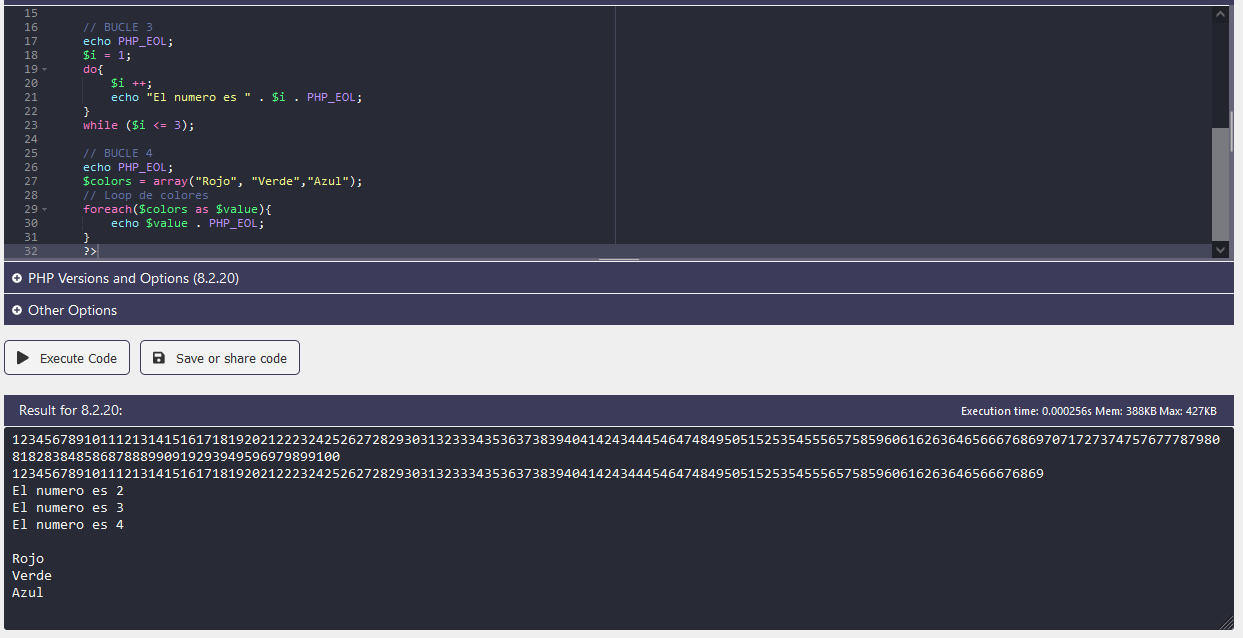 15
16 // BUCLE 3
17 echo PHP_EOL;
18 $i = 1;
19 do{
20 $i ++;
21 echo "El numero es " . $i . PHP_EOL;
22 }
23 while ($i <= 3);
24
25 // BUCLE 4
26 echo PHP_EOL;
27 $colors = array("Rojo", "Verde","Azul");
28 // Loop de colores
29 foreach($colors as $value){
30 echo $value . PHP_EOL;
31 }
32 ?>
PHP Versions and Options (8.2.20)
Other Options
Execute Code Save or share code
Result for 8.2.20: Execution time: 0.000256s Mem: 388KB Max: 427KB
1234567891011121314151617181920212223242526272829303132333435363738394041424344454647484950515253545556575859606162636465666768697071727374757677787980
81828384858687888990919293949596979899100
123456789101112131415161718192021222324252627282930313233343536373839404142434445464748495051525354555657585960616263646566676869
El numero es 2
El numero es 3
El numero es 4
Rojo
Verde
Azul